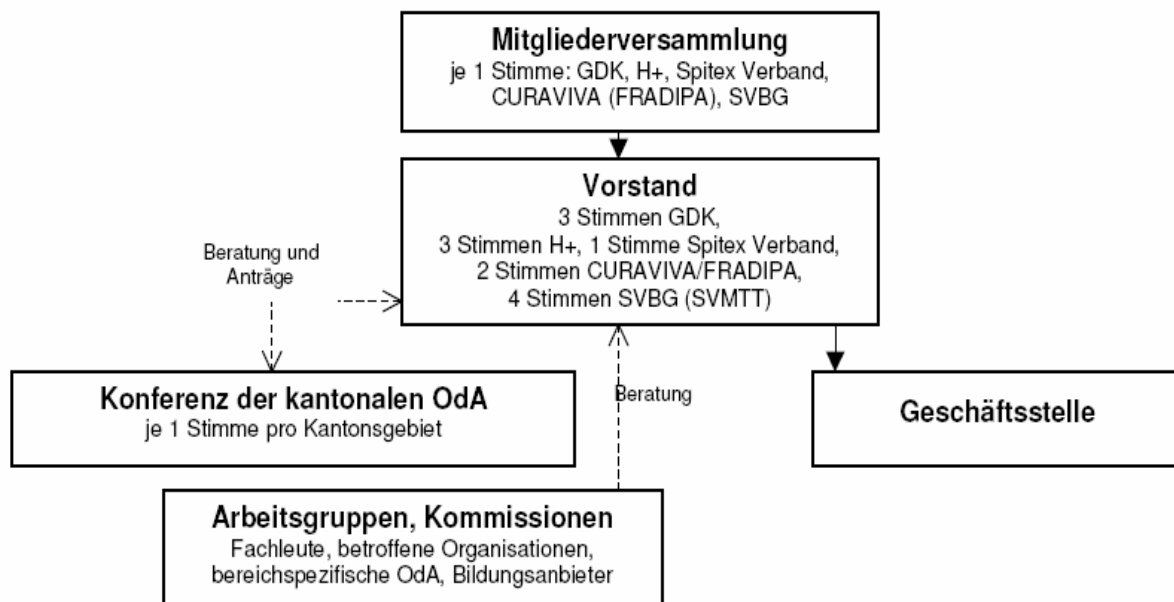 Mitgliederversammlung
je 1 Stimme: GDK, H+, Spitex Verband,
CURAVIVA (FRADIPA), SVBG
Vorstand
3 Stimmen GDK,
3 Stimmen H+, 1 Stimme Spitex Verband,
2 Stimmen CURAVIVA/FRADIPA,
4 Stimmen SVBG (SVMTT)
Beratung und
Anträge
Konferenz der kantonalen OdA
je 1 Stimme pro Kantonsgebiet
Beratung
Geschäftsstelle
Arbeitsgruppen, Kommissionen
Fachleute, betroffene Organisationen,
bereichspezifische OdA, Bildungsanbieter